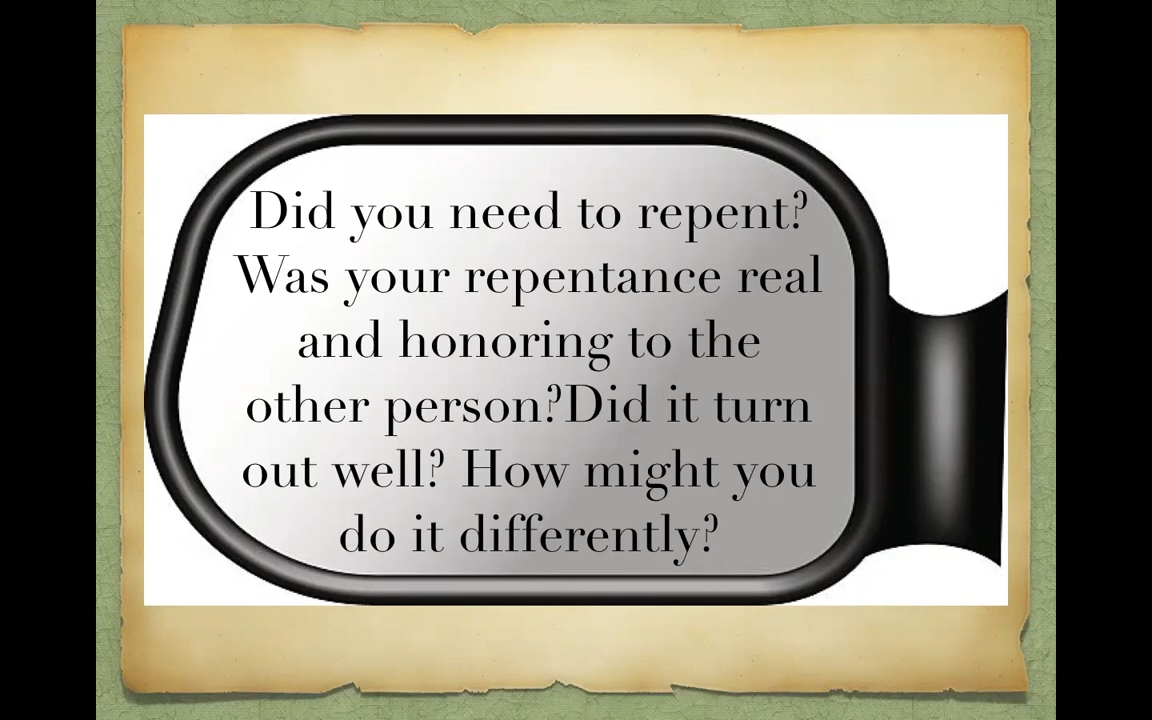 Did you need to repent?
Was your repentance real
and honoring to the
other person?Did it turn
out well? How might you
do it differently?